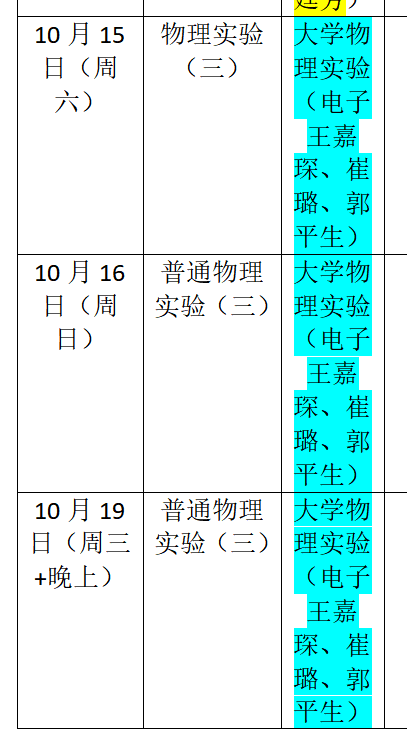 10 月 15
日（周
六）
物理实验
（三）
大学物
理实验
（电子
王嘉
琛、崔
璐、郭
平生）
10 月 16
日（周
日）
普通物理
实验（三）
大学物
理实验
（电子
王嘉
琛、崔
璐、郭
平生）
10 月 19
日（周三
+晚上）
普通物理
实验（三）
大学物
理实验
（电子
王嘉
琛、崔
璐、郭
平生）